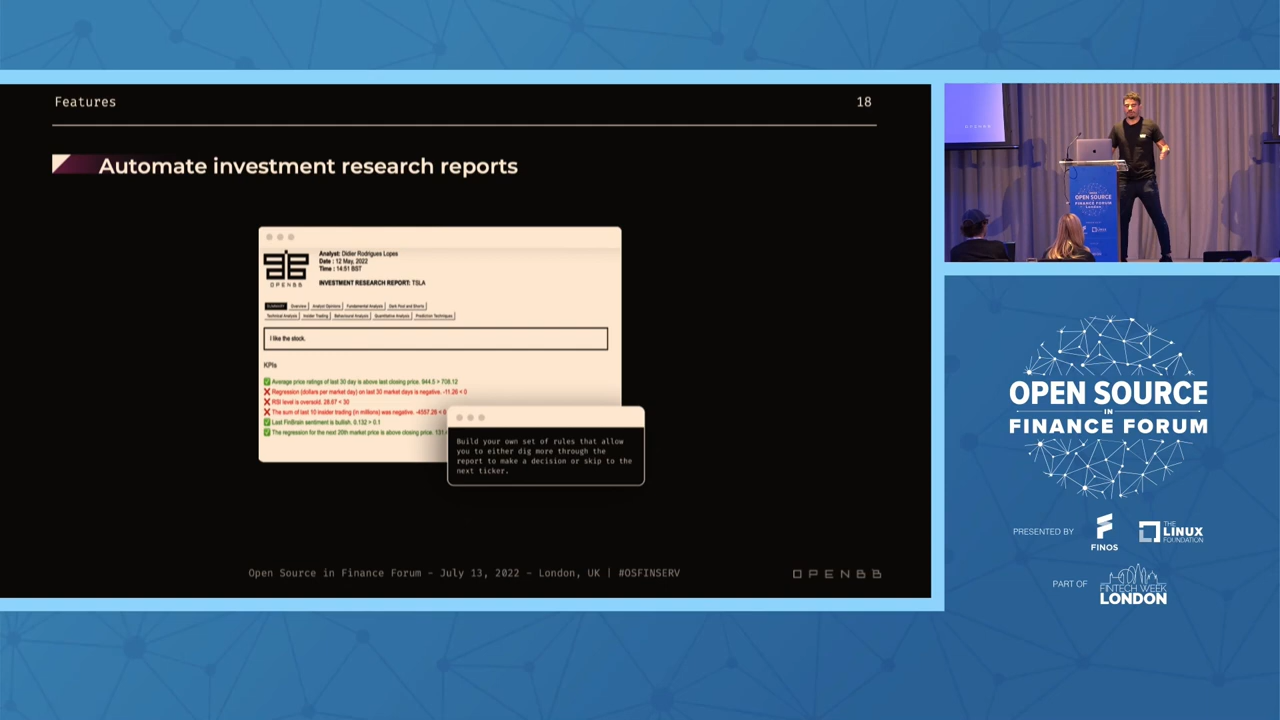 Features
18
Automate investment research reports
OPENBB
Analyst: Didier Rodrigues Lopes
Date : 12 May, 2022
Time : 14:51 BST
INVESTMENT RESEARCH REPORT: TSLA
SUMMARY Overview Analyst Opinions Fundamental Analysis Dark Pool and Shorts
Technical Analysis Insider Trading Behavioural Analysis Quantitative Analysis Prediction Techniques
I like the stock.
KPIs
✅ Average price ratings of last 30 day is above last closing price. 944.5 > 708.12
❌ Regression (dollars per market day) on last 30 market days is negative. -11.26 < 0
❌ RSI level is oversold. 28.67 < 30
❌ The sum of last 10 insider trading (in millions) was negative. -4557.26 < 0
✅ Last FinBrain sentiment is bullish. 0.132 > 0.1
✅ The regression for the next 20th market price is above closing price. 131.4
Build your own set of rules that allow
you to either dig more through the
report to make a decision or skip to the
next ticker.
Open Source in Finance Forum – July 13, 2022 – London, UK | #OSFINSERV
OPENBB
OPENBB
OPEN SOURCE
IN
FINANCE FORUM
OPEN SOURCE
IN
FINANCE FORUM
PRESENTED BY
FINOS
THE
LINUX
FOUNDATION
PART OF
FINTECH WEEK
LONDON